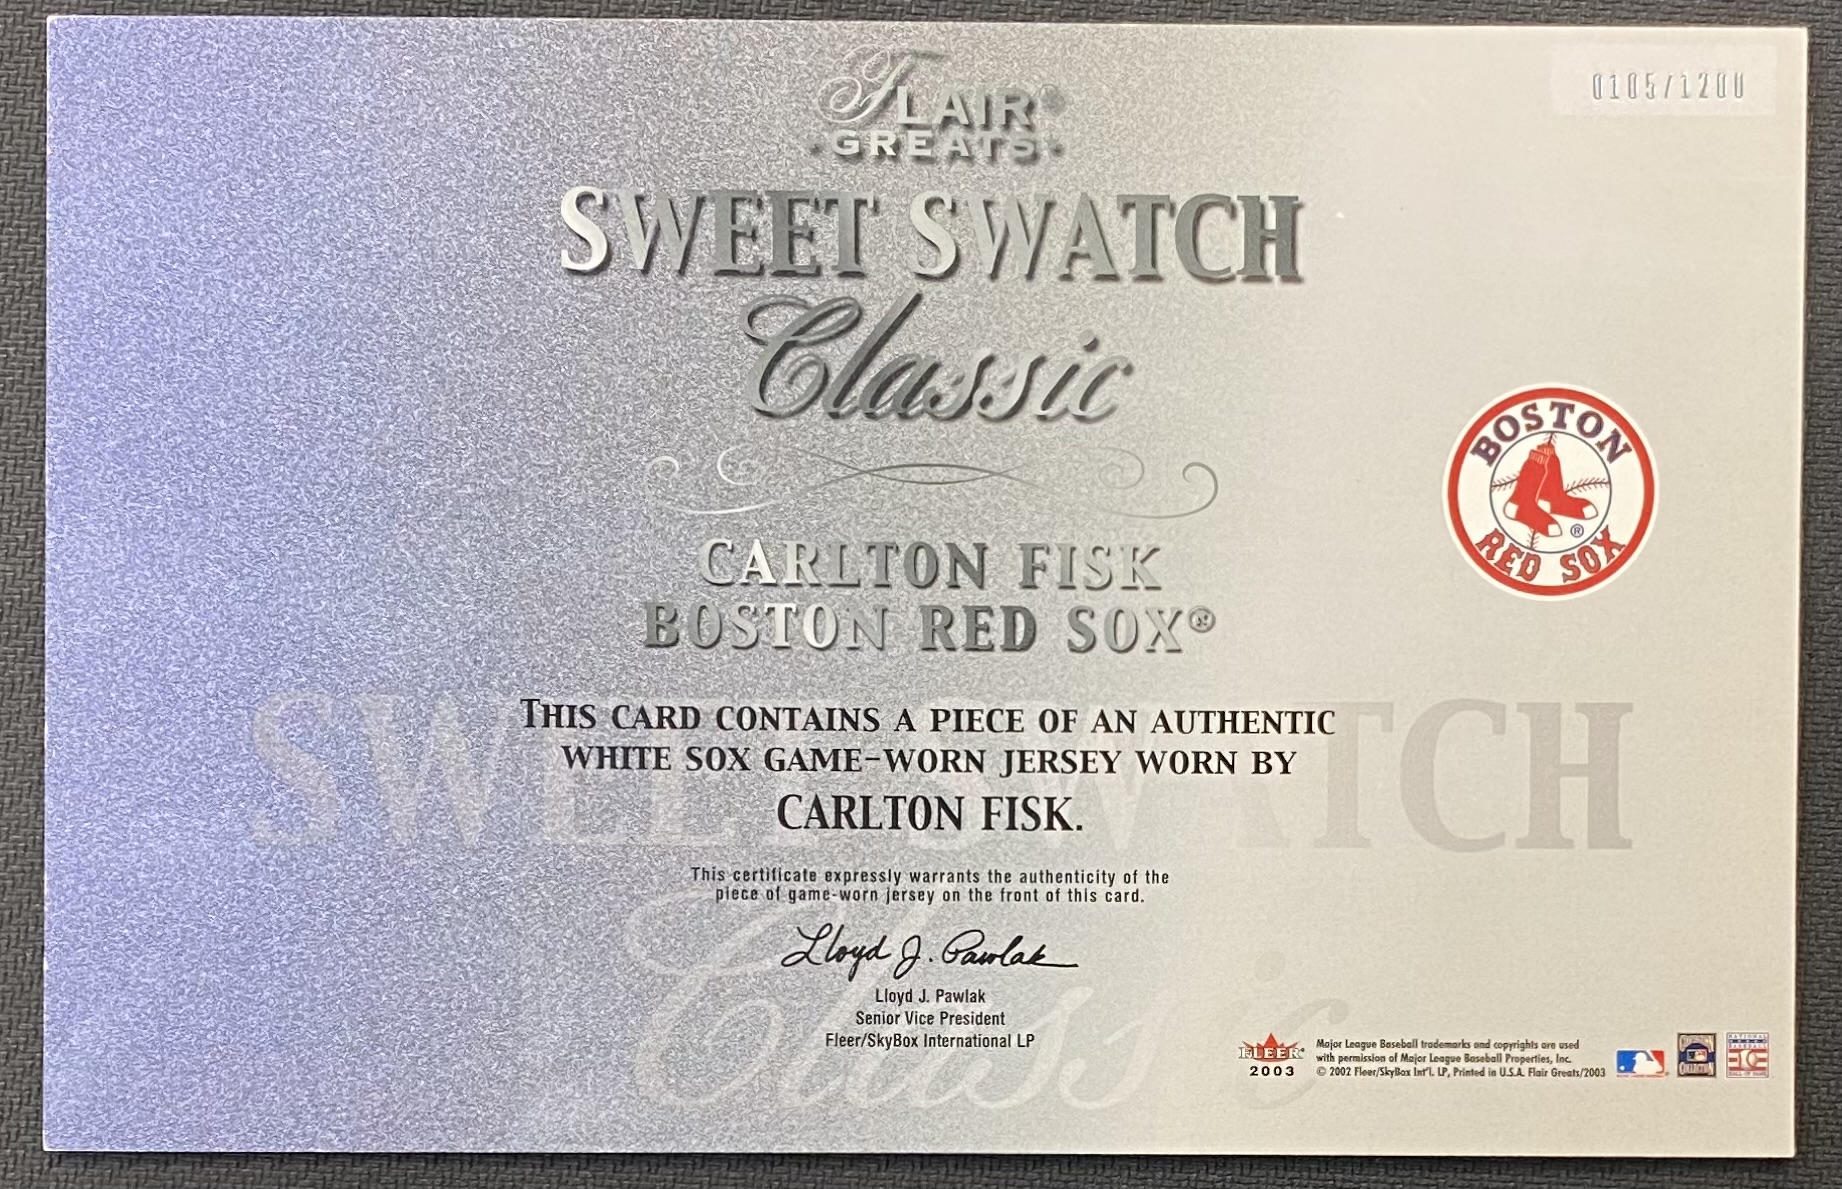 0105/1200
FLAIR®
GREATS
SWEET SWATCH
Classic
CARLTON FISK
BOSTON RED SOX®
BOSTON
RED SOX
®
SWEET SWATCH
THIS CARD CONTAINS A PIECE OF AN AUTHENTIC
WHITE SOX GAME-WORN JERSEY WORN BY
CARLTON FISK.
This certificate expressly warrants the authenticity of the
piece of game-worn jersey on the front of this card.
Classic
Lloyd J. Pawlak
Lloyd J. Pawlak
Senior Vice President
Fleer/SkyBox International LP
FLEER®
2003
Major League Baseball trademarks and copyrights are used
with permission of Major League Baseball Properties, Inc.
© 2002 Fleer/SkyBox Int'l. LP, Printed in U.S.A. Flair Greats/2003